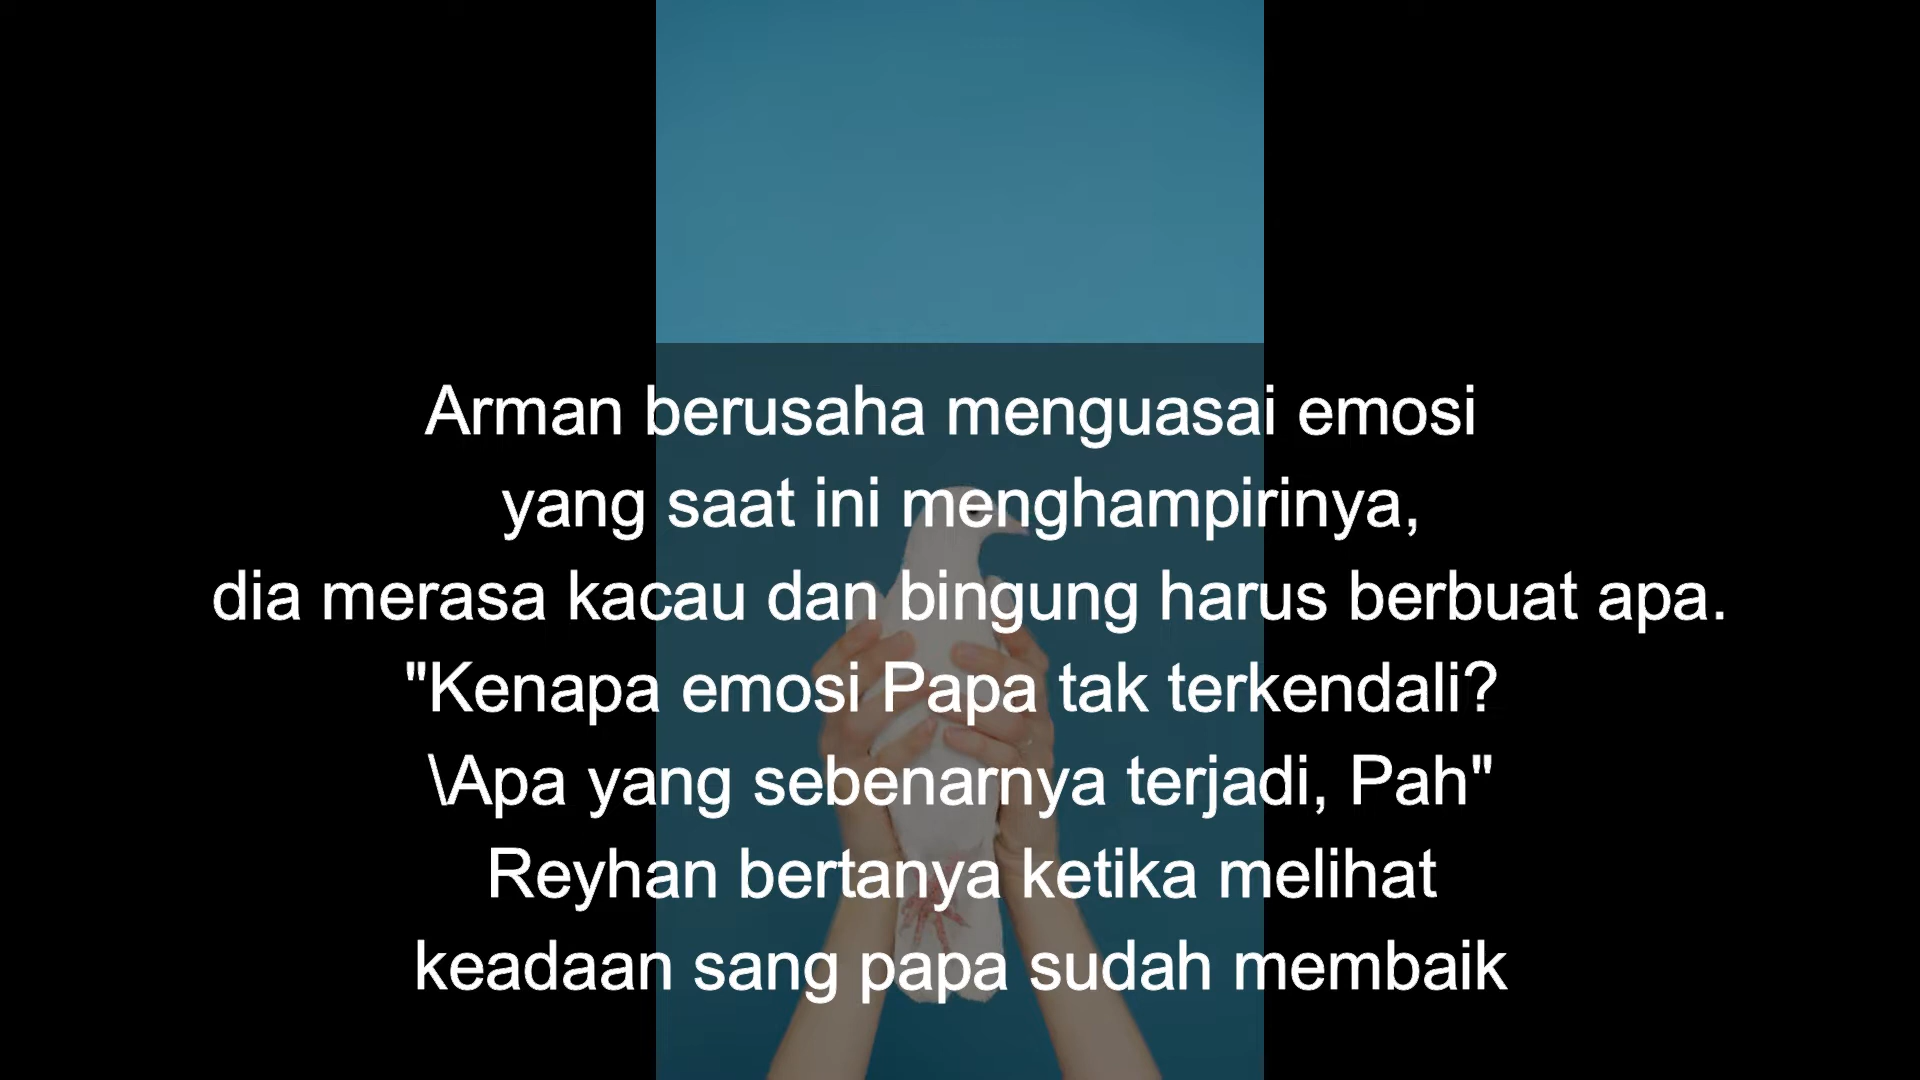 Arman berusaha menguasai emosi
yang saat ini menghampirinya,
dia merasa kacau dan bingung harus berbuat apa.
"Kenapa emosi Papa tak terkendali?
\Apa yang sebenarnya terjadi, Pah"
Reyhan bertanya ketika melihat
keadaan sang papa sudah membaik